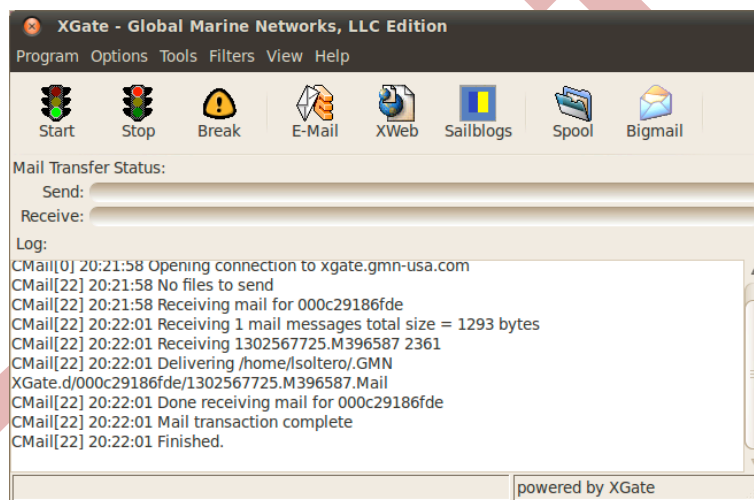 XGate - Global Marine Networks, LLC Edition
Program Options Tools Filters View Help
Start Stop Break E-Mail XWeb Sailblogs Spool Bigmail
Mail Transfer Status:
Send:
Receive:
Log:
CMail[0] 20:21:58 Opening connection to xgate.gmn-usa.com
CMail[22] 20:21:58 No files to send
CMail[22] 20:21:58 Receiving mail for 000c29186fde
CMail[22] 20:22:01 Receiving 1 mail messages total size = 1293 bytes
CMail[22] 20:22:01 Receiving 1302567725.M396587 2361
CMail[22] 20:22:01 Delivering /home/lsoltero/.GMN
XGate.d/000c29186fde/1302567725.M396587.Mail
CMail[22] 20:22:01 Done receiving mail for 000c29186fde
CMail[22] 20:22:01 Mail transaction complete
CMail[22] 20:22:01 Finished.
powered by XGate